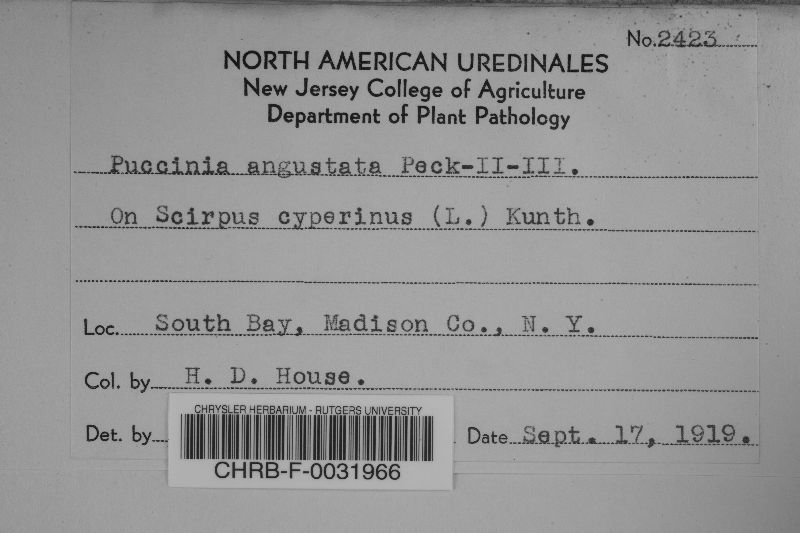 No. 2423
NORTH AMERICAN UREDINALES
New Jersey College of Agriculture
Department of Plant Pathology
Puccinia angustata Peck-II-III.
On Scirpus cyperinus (L.) Kunth.
Loc. South Bay, Madison Co., N. Y.
Col. by H. D. House.
Det. by Date Sept. 17, 1919.
CHRYSLER HERBARIUM - RUTGERS UNIVERSITY
CHRB-F-0031966